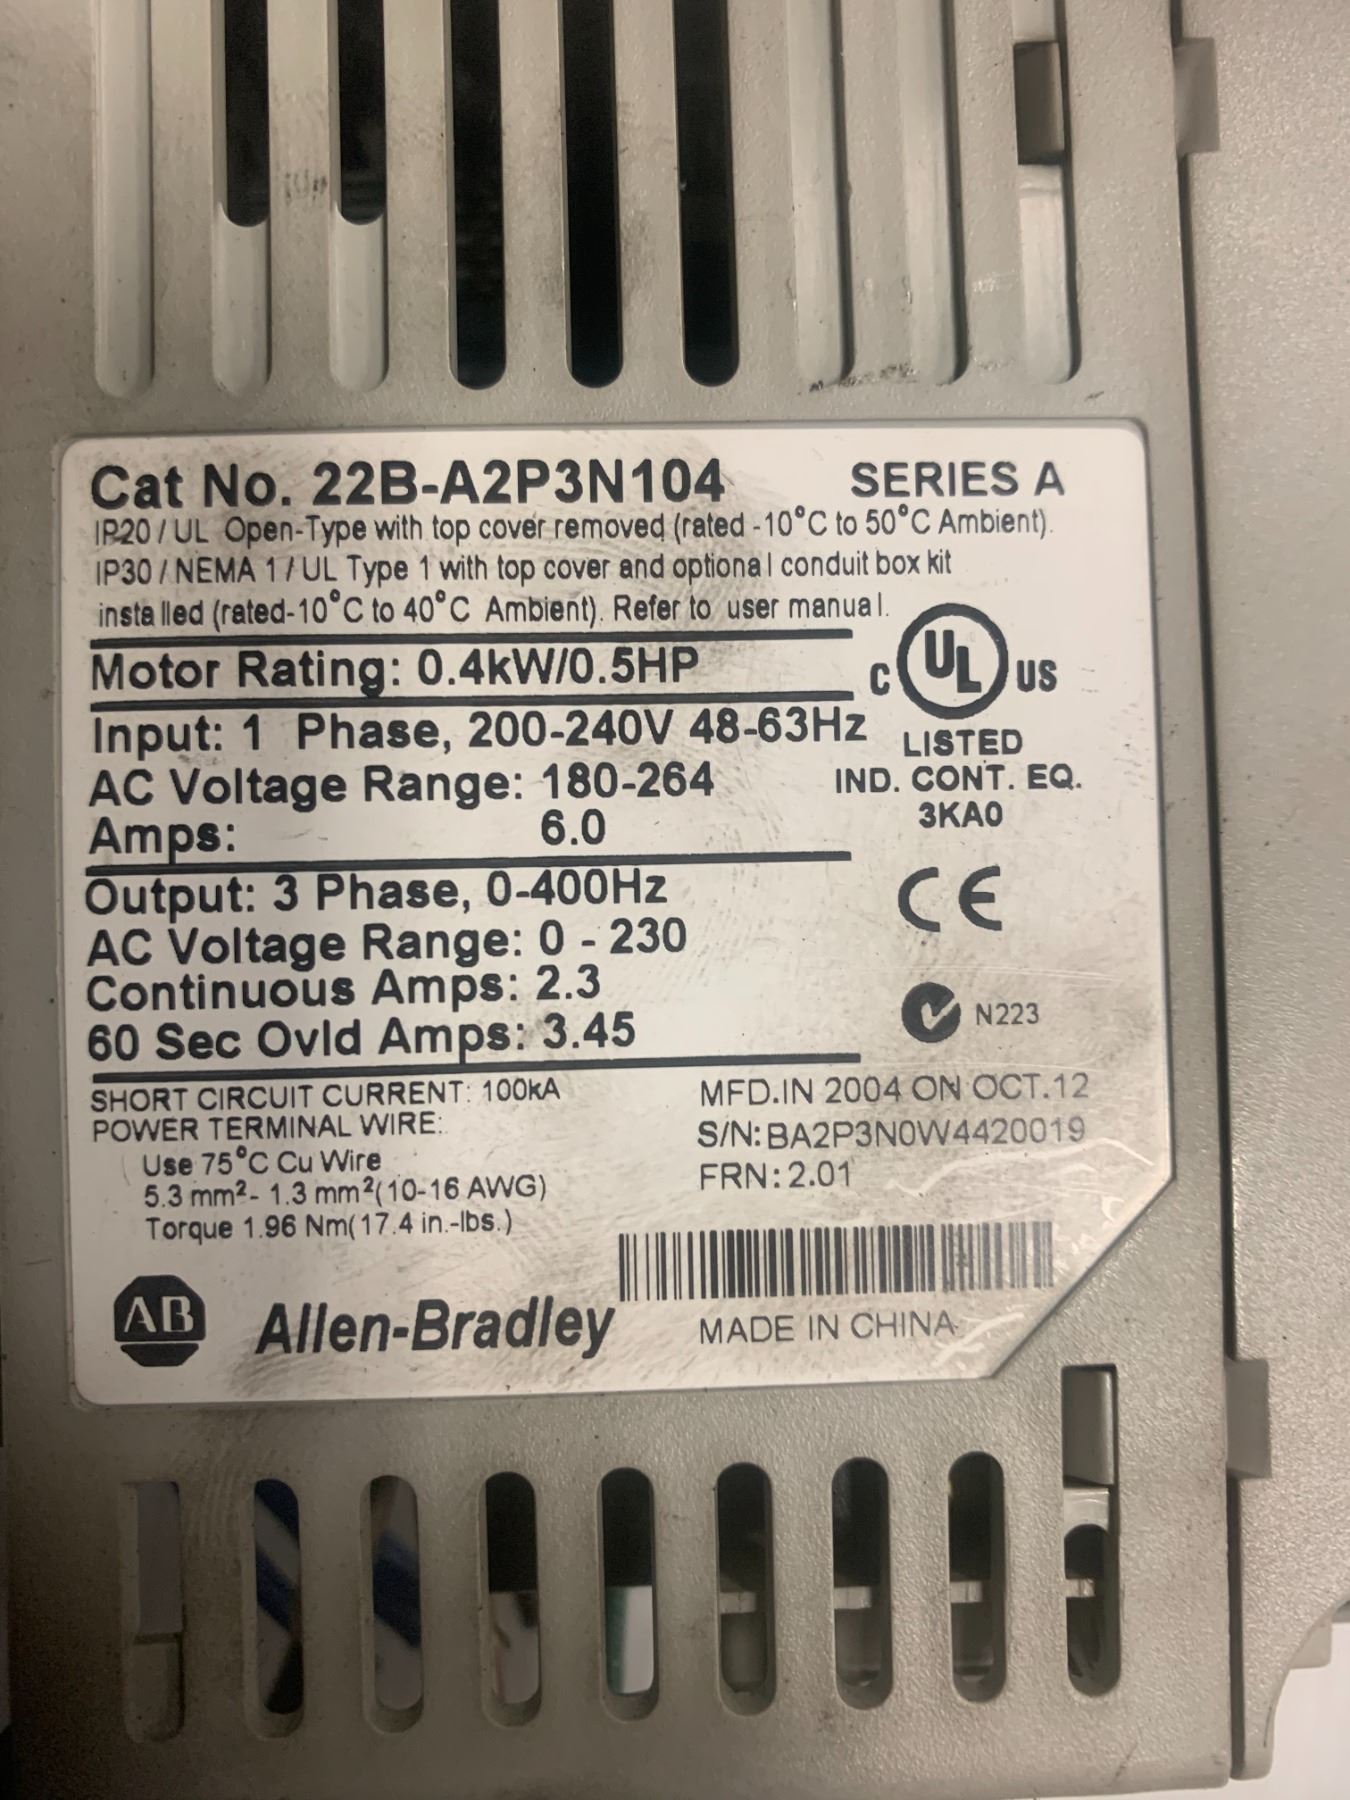 Cat No. 22B-A2P3N104 SERIES A
IP20 / UL Open-Type with top cover removed (rated -10°C to 50°C Ambient).
IP30 / NEMA 1 / UL Type 1 with top cover and optional conduit box kit
installed (rated-10°C to 40°C Ambient). Refer to user manual.
Motor Rating: 0.4kW/0.5HP
C UL US
Input: 1 Phase, 200-240V 48-63Hz
LISTED
AC Voltage Range: 180-264
IND. CONT. EQ.
Amps: 6.0
3KA0
Output: 3 Phase, 0-400Hz
CE
AC Voltage Range: 0 - 230
Continuous Amps: 2.3
N223
60 Sec Ovld Amps: 3.45
SHORT CIRCUIT CURRENT: 100kA
POWER TERMINAL WIRE:
Use 75°C Cu Wire
5.3 mm²- 1.3 mm²(10-16 AWG)
Torque 1.96 Nm(17.4 in.-lbs.)
MFD.IN 2004 ON OCT.12
S/N: BA2P3N0W4420019
FRN: 2.01
AB Allen-Bradley
MADE IN CHINA